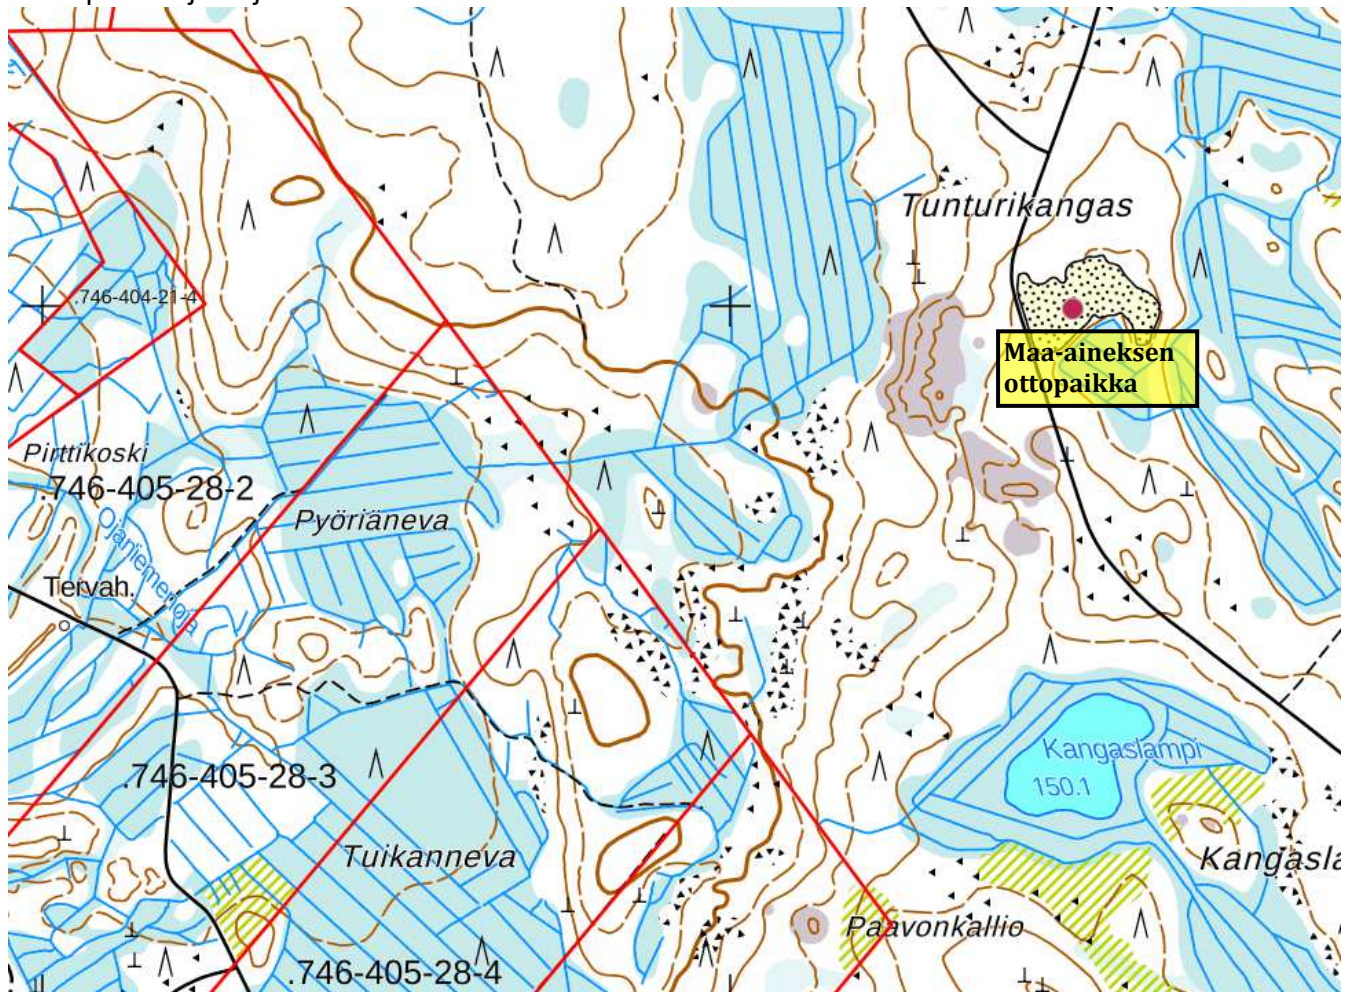 Tunturikangas
.746-404-21-4
Maa-aineksen
ottopaikka
Pirttikoski
.746-405-28-2
Pyöriäneva
Ojaniemenoja
Tervah.
Kangaslampi
150.1
.746-405-28-3
Tuikanneva
Kangasla
Paavonkallio
.746-405-28-4